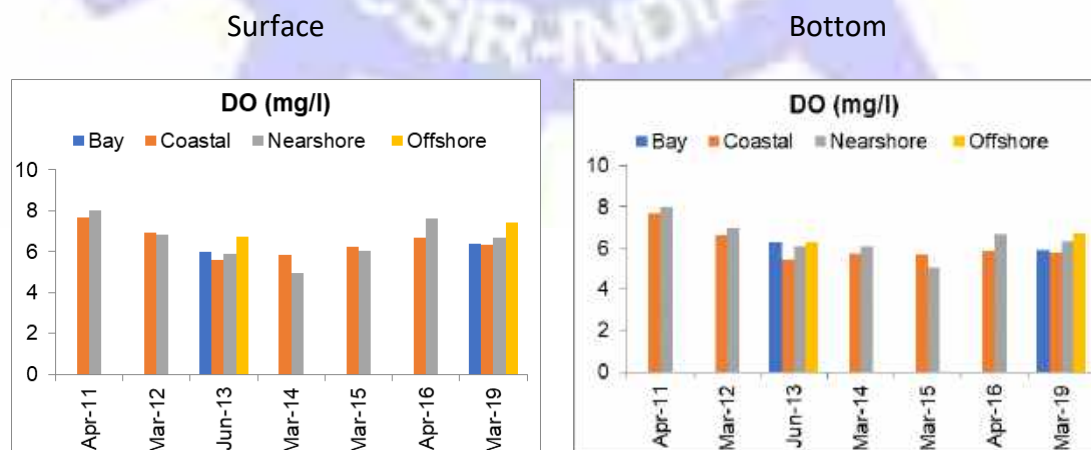 SIR-INDI
Surface
Bottom
DO (mg/l)
Bay Coastal Nearshore Offshore
10
8
6
4
2
0
Apr-11 Mar-12 Jun-13 Mar-14 Mar-15 Apr-16 Mar-19
DO (mg/l)
Bay Coastal Nearshore Offshore
10
8
6
4
2
0
Apr-11 Mar-12 Jun-13 Mar-14 Mar-15 Apr-16 Mar-19